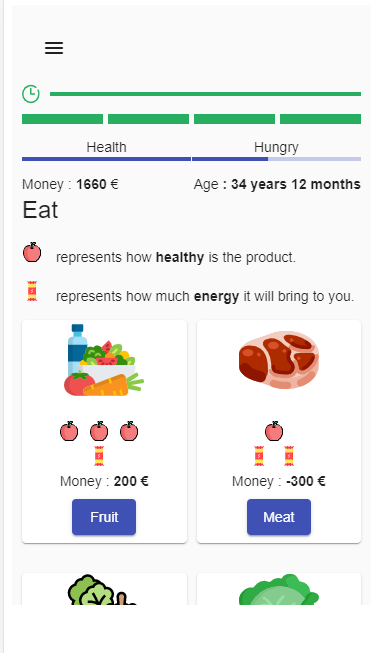 Health Hungry
Money : 1660 € Age : 34 years 12 months
Eat
represents how healthy is the product.
represents how much energy it will bring to you.
Money : 200 € Money : -300 €
Fruit Meat